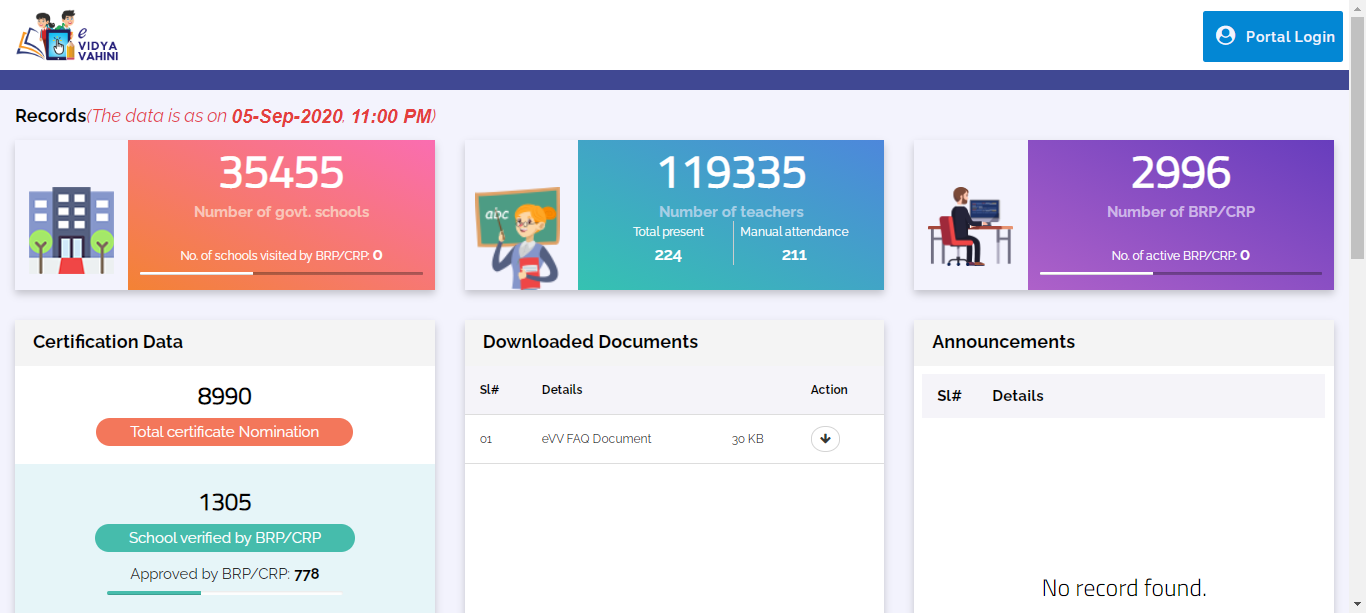 e
VIDYA
VAHINI
Portal Login
Records(The data is as on 05-Sep-2020, 11:00 PM)
35455
Number of govt. schools
No. of schools visited by BRP/CRP: 0
abc
119335
Number of teachers
Total present
224
Manual attendance
211
2996
Number of BRP/CRP
No. of active BRP/CRP: 0
Certification Data
8990
Total certificate Nomination
1305
School verified by BRP/CRP
Approved by BRP/CRP: 778
Downloaded Documents
Sl# Details Action
01 eVV FAQ Document 30 KB
Announcements
Sl# Details
No record found.